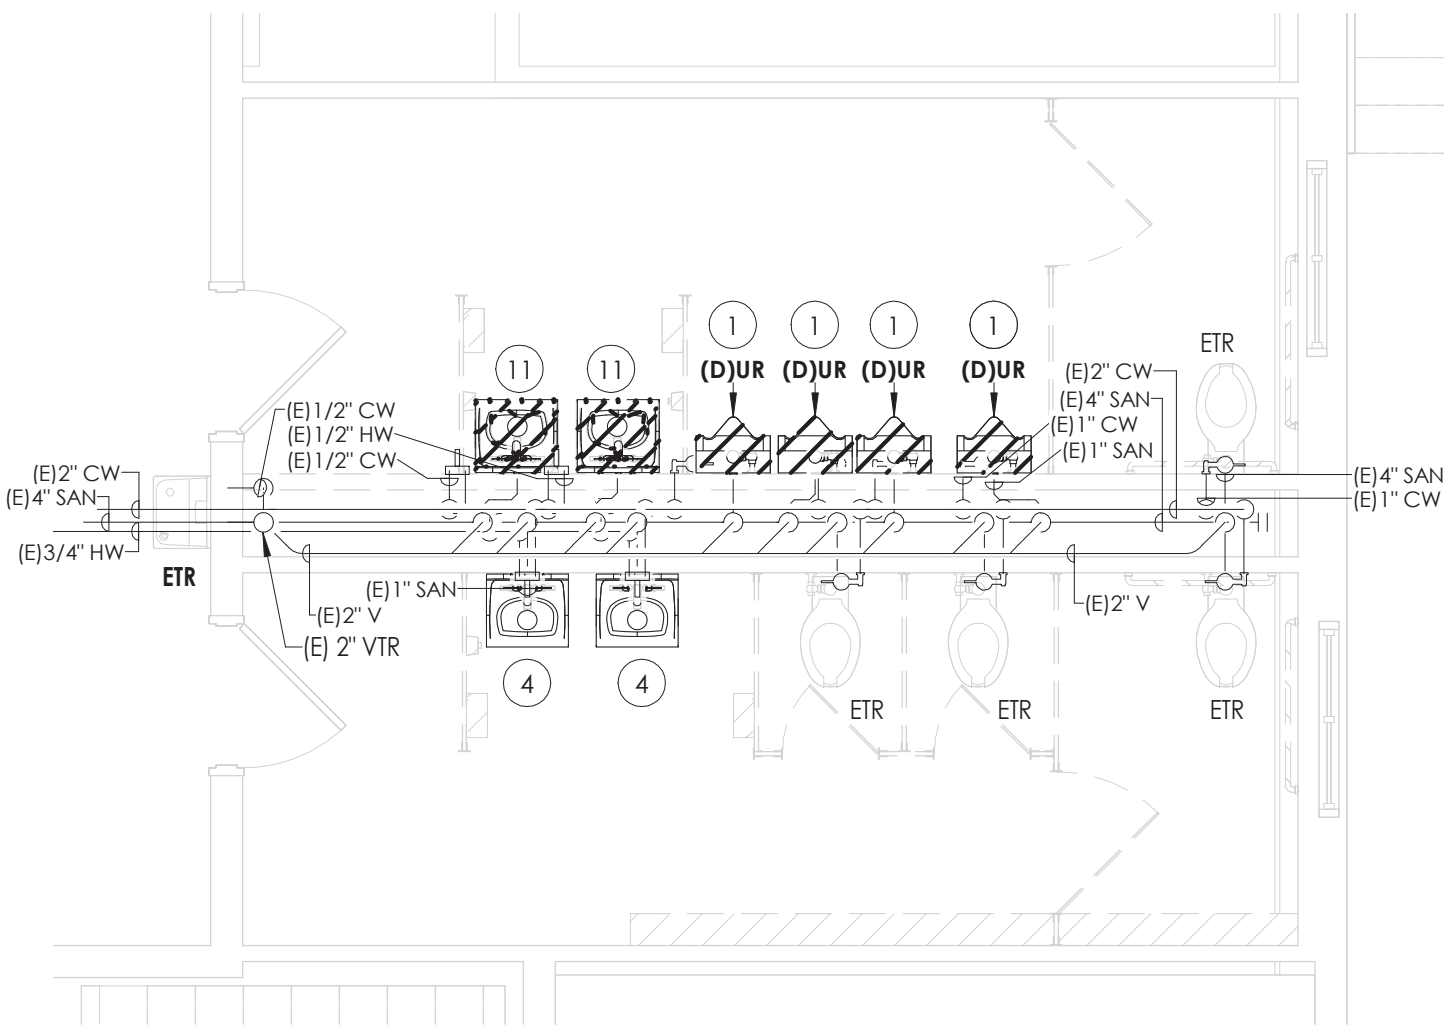 1
1
1
1
(D)UR
(D)UR
(D)UR
(D)UR
ETR
11
11
(E)2" CW
(E)4" SAN
(E)1" CW
(E)1" SAN
(E)1/2" CW
(E)1/2" HW
(E)1/2" CW
(E)2" CW
(E)4" SAN
(E)3/4" HW
(E)4" SAN
(E)1" CW
ETR
(E)1" SAN
(E)2" V
(E)2" V
(E) 2" VTR
4
4
ETR
ETR
ETR